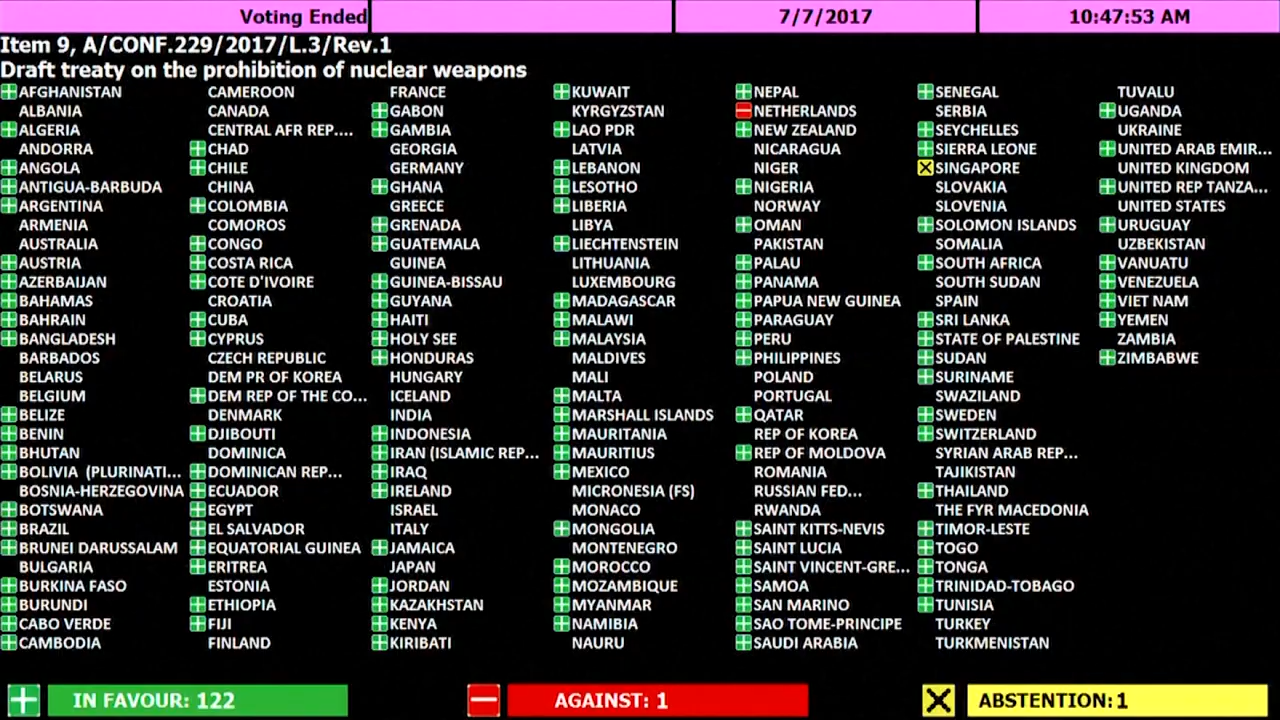 Voting Ended 7/7/2017 10:47:53 AM
Item 9, A/CONF.229/2017/L.3/Rev.1
Draft treaty on the prohibition of nuclear weapons
AFGHANISTAN
ALBANIA
ALGERIA
ANDORRA
ANGOLA
ANTIGUA-BARBUDA
ARGENTINA
ARMENIA
AUSTRALIA
AUSTRIA
AZERBAIJAN
BAHAMAS
BAHRAIN
BANGLADESH
BARBADOS
BELARUS
BELGIUM
BELIZE
BENIN
BHUTAN
BOLIVIA (PLURINATI...
BOSNIA-HERZEGOVINA
BOTSWANA
BRAZIL
BRUNEI DARUSSALAM
BULGARIA
BURKINA FASO
BURUNDI
CABO VERDE
CAMBODIA
CAMEROON
CANADA
CENTRAL AFR REP....
CHAD
CHILE
CHINA
COLOMBIA
COMOROS
CONGO
COSTA RICA
COTE D'IVOIRE
CROATIA
CUBA
CYPRUS
CZECH REPUBLIC
DEM PR OF KOREA
DEM REP OF THE CO...
DENMARK
DJIBOUTI
DOMINICA
DOMINICAN REP...
ECUADOR
EGYPT
EL SALVADOR
EQUATORIAL GUINEA
ERITREA
ESTONIA
ETHIOPIA
FIJI
FINLAND
FRANCE
GABON
GAMBIA
GEORGIA
GERMANY
GHANA
GREECE
GRENADA
GUATEMALA
GUINEA
GUINEA-BISSAU
GUYANA
HAITI
HOLY SEE
HONDURAS
HUNGARY
ICELAND
INDIA
INDONESIA
IRAN (ISLAMIC REP...
IRAQ
IRELAND
ISRAEL
ITALY
JAMAICA
JAPAN
JORDAN
KAZAKHSTAN
KENYA
KIRIBATI
KUWAIT
KYRGYZSTAN
LAO PDR
LATVIA
LEBANON
LESOTHO
LIBERIA
LIBYA
LIECHTENSTEIN
LITHUANIA
LUXEMBOURG
MADAGASCAR
MALAWI
MALAYSIA
MALDIVES
MALI
MALTA
MARSHALL ISLANDS
MAURITANIA
MAURITIUS
MEXICO
MICRONESIA (FS)
MONACO
MONGOLIA
MONTENEGRO
MOROCCO
MOZAMBIQUE
MYANMAR
NAMIBIA
NAURU
NEPAL
NETHERLANDS
NEW ZEALAND
NICARAGUA
NIGER
NIGERIA
NORWAY
OMAN
PAKISTAN
PALAU
PANAMA
PAPUA NEW GUINEA
PARAGUAY
PERU
PHILIPPINES
POLAND
PORTUGAL
QATAR
REP OF KOREA
REP OF MOLDOVA
ROMANIA
RUSSIAN FED...
RWANDA
SAINT KITTS-NEVIS
SAINT LUCIA
SAINT VINCENT-GRE...
SAMOA
SAN MARINO
SAO TOME-PRINCIPE
SAUDI ARABIA
SENEGAL
SERBIA
SEYCHELLES
SIERRA LEONE
SINGAPORE
SLOVAKIA
SLOVENIA
SOLOMON ISLANDS
SOMALIA
SOUTH AFRICA
SOUTH SUDAN
SPAIN
SRI LANKA
STATE OF PALESTINE
SUDAN
SURINAME
SWAZILAND
SWEDEN
SWITZERLAND
SYRIAN ARAB REP...
TAJIKISTAN
THAILAND
THE FYR MACEDONIA
TIMOR-LESTE
TOGO
TONGA
TRINIDAD-TOBAGO
TUNISIA
TURKEY
TURKMENISTAN
TUVALU
UGANDA
UKRAINE
UNITED ARAB EMIR...
UNITED KINGDOM
UNITED REP TANZA...
UNITED STATES
URUGUAY
UZBEKISTAN
VANUATU
VENEZUELA
VIET NAM
YEMEN
ZAMBIA
ZIMBABWE
IN FAVOUR: 122 AGAINST: 1 ABSTENTION: 1